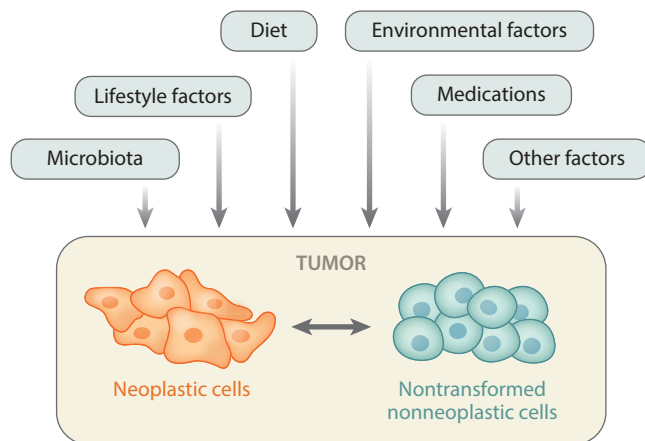 Diet
Environmental factors
Lifestyle factors
Medications
Microbiota
Other factors
TUMOR
Neoplastic cells
Nontransformed
nonneoplastic cells